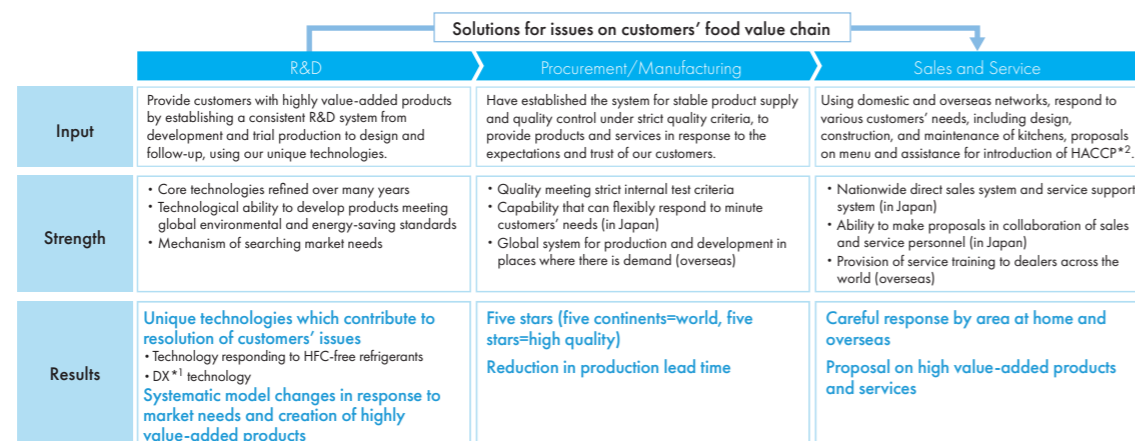 Solutions for issues on customers’ food value chain
R&D
Procurement/Manufacturing
Sales and Service
Input
Provide customers with highly value-added products
by establishing a consistent R&D system from
development and trial production to design and
follow-up, using our unique technologies.
Have established the system for stable product supply
and quality control under strict quality criteria, to
provide products and services in response to the
expectations and trust of our customers.
Using domestic and overseas networks, respond to
various customers’ needs, including design,
construction, and maintenance of kitchens, proposals
on menu and assistance for introduction of HACCP*2.
Strength
• Core technologies refined over many years
• Technological ability to develop products meeting
global environmental and energy-saving standards
• Mechanism of searching market needs
• Quality meeting strict internal test criteria
• Capability that can flexibly respond to minute
customers’ needs (in Japan)
• Global system for production and development in
places where there is demand (overseas)
• Nationwide direct sales system and service support
system (in Japan)
• Ability to make proposals in collaboration of sales
and service personnel (in Japan)
• Provision of service training to dealers across the
world (overseas)
Results
Unique technologies which contribute to
resolution of customers’ issues
• Technology responding to HFC-free refrigerants
• DX*1 technology
Systematic model changes in response to
market needs and creation of highly
value-added products
Five stars (five continents=world, five
stars=high quality)
Reduction in production lead time
Careful response by area at home and
overseas
Proposal on high value-added products
and services